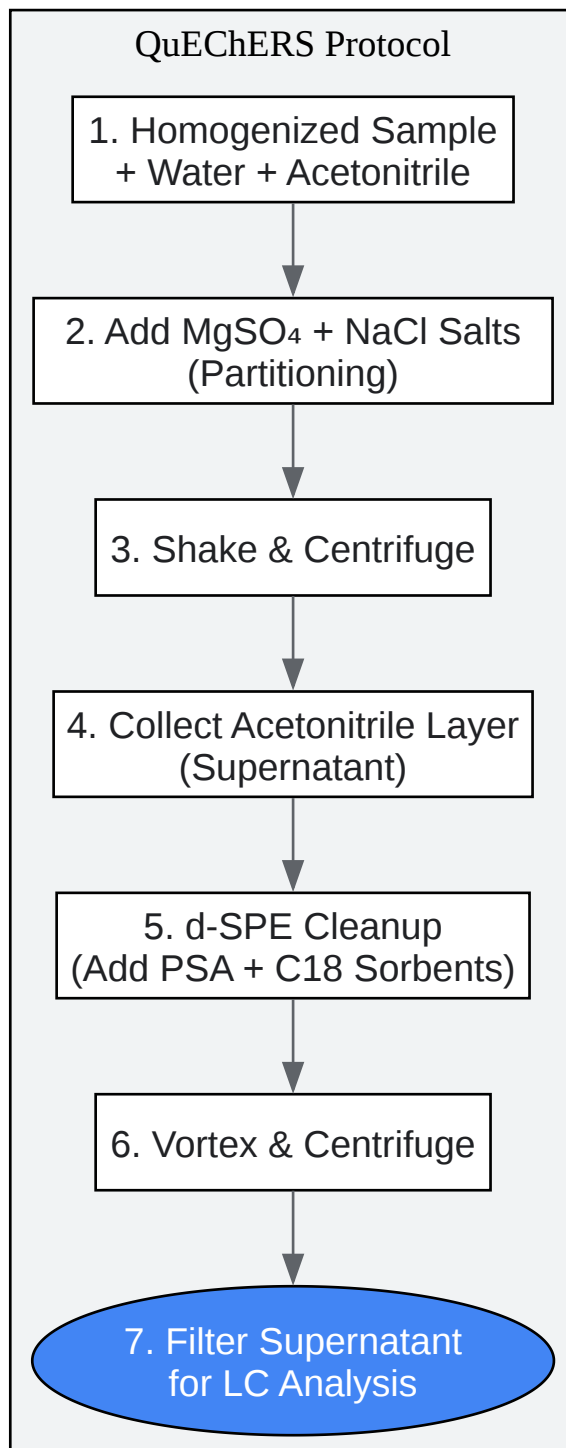 QuEChERS Protocol
1. Homogenized Sample
+ Water + Acetonitrile
2. Add MgSO₄ + NaCl Salts
(Partitioning)
3. Shake & Centrifuge
4. Collect Acetonitrile Layer
(Supernatant)
5. d-SPE Cleanup
(Add PSA + C18 Sorbents)
6. Vortex & Centrifuge
7. Filter Supernatant
for LC Analysis